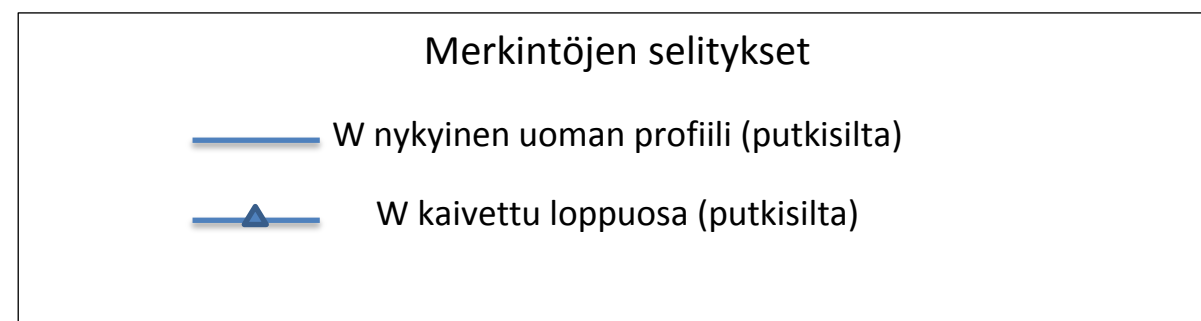 Merkintöjen selitykset
W nykyinen uoman profiili (putkisilta)
W kaivettu loppuosa (putkisilta)